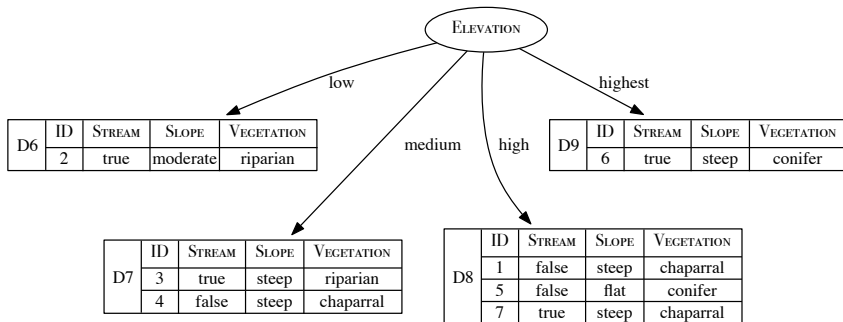 ELEVATION
low
medium
high
highest
D6
ID STREAM SLOPE VEGETATION
2 true moderate riparian
D9
ID STREAM SLOPE VEGETATION
6 true steep conifer
D7
ID STREAM SLOPE VEGETATION
3 true steep riparian
4 false steep chaparral
D8
ID STREAM SLOPE VEGETATION
1 false steep chaparral
5 false flat conifer
7 true steep chaparral